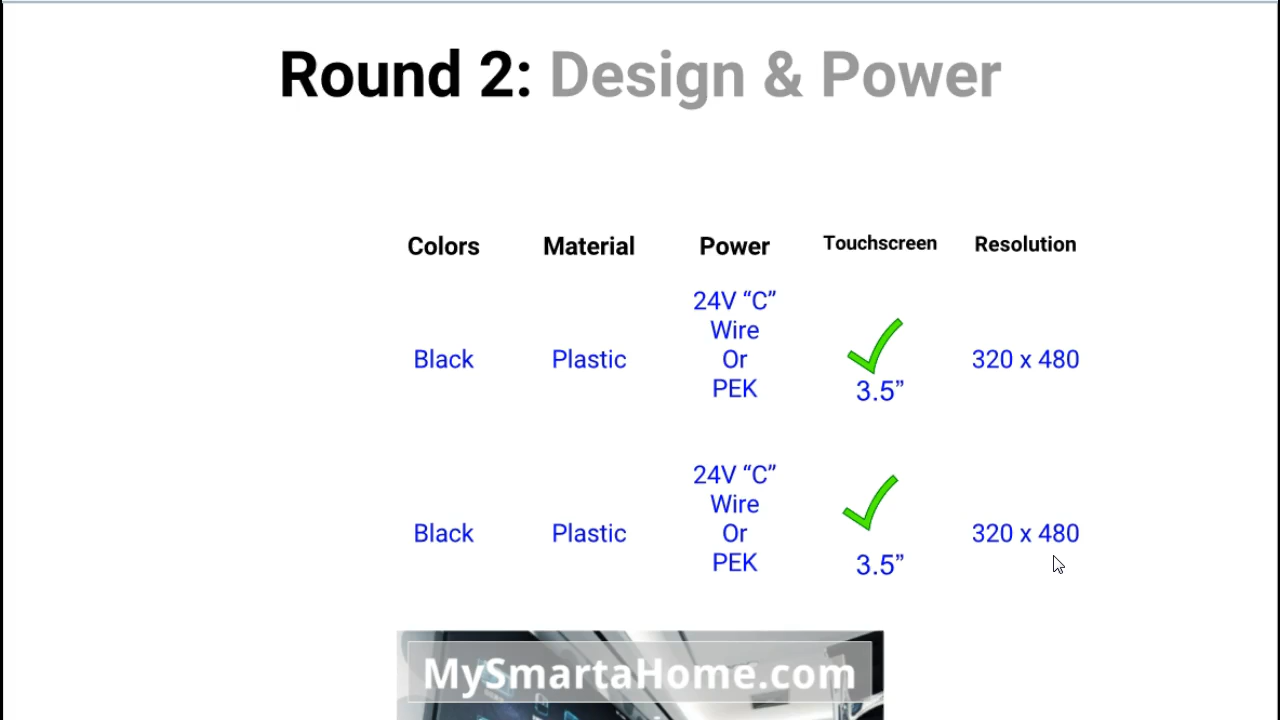 Round 2: Design & Power
Colors Material Power Touchscreen Resolution
24V “C”
Wire
Black Plastic Or 320 x 480
PEK 3.5”
24V “C”
Wire
Black Plastic Or 320 x 480
PEK 3.5”
MySmartaHome.com